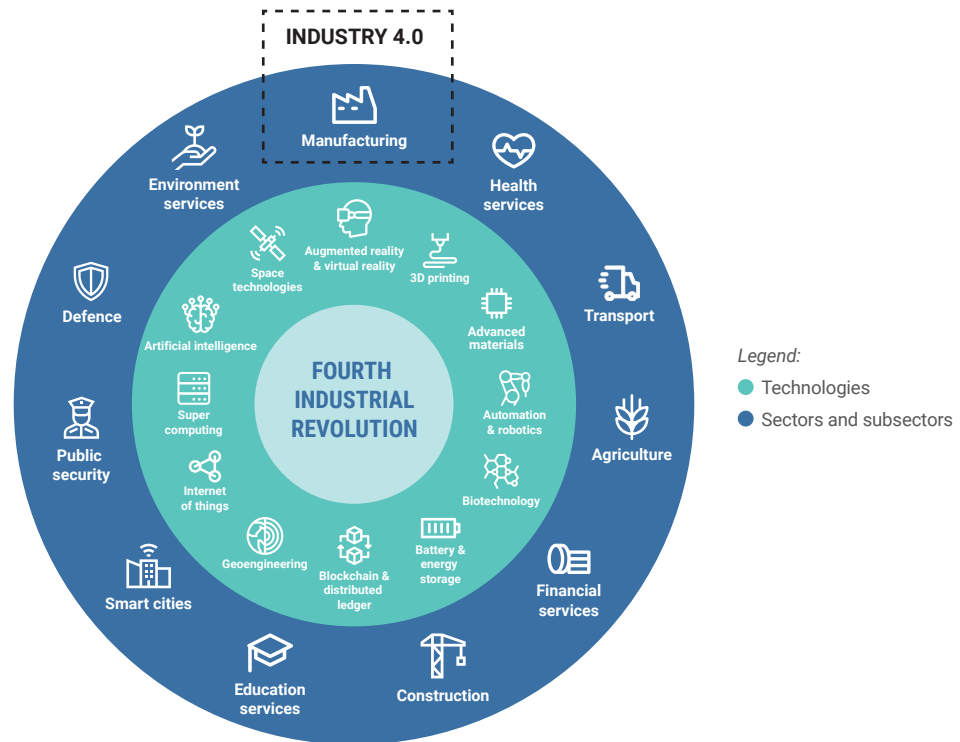 INDUSTRY 4.0
Manufacturing
Health
services
Transport
Agriculture
Financial
services
Construction
Education
services
Smart cities
Public
security
Defence
Environment
services
Augmented reality
& virtual reality
3D printing
Advanced
materials
Automation
& robotics
Biotechnology
Battery &
energy
storage
Blockchain &
distributed
ledger
Geoengineering
Internet
of things
Super
computing
Artificial intelligence
Space
technologies
FOURTH
INDUSTRIAL
REVOLUTION
Legend:
Technologies
Sectors and subsectors